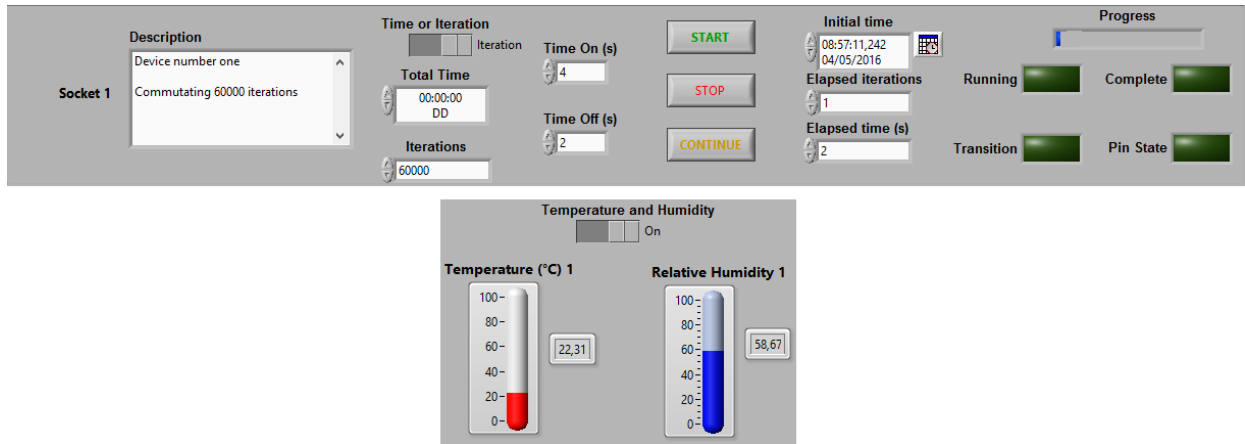 Socket 1
Description
Device number one
Commutating 60000 iterations
Time or Iteration
Iteration
Total Time
00:00:00
DD
Iterations
60000
Time On (s)
4
Time Off (s)
2
START
STOP
CONTINUE
Initial time
08:57:11,242
04/05/2016
Elapsed iterations
1
Elapsed time (s)
2
Progress
Running
Complete
Transition
Pin State
Temperature and Humidity
On
Temperature (°C) 1
100
80
60
40
20
0
22,31
Relative Humidity 1
100
80
60
40
20
0
58,67